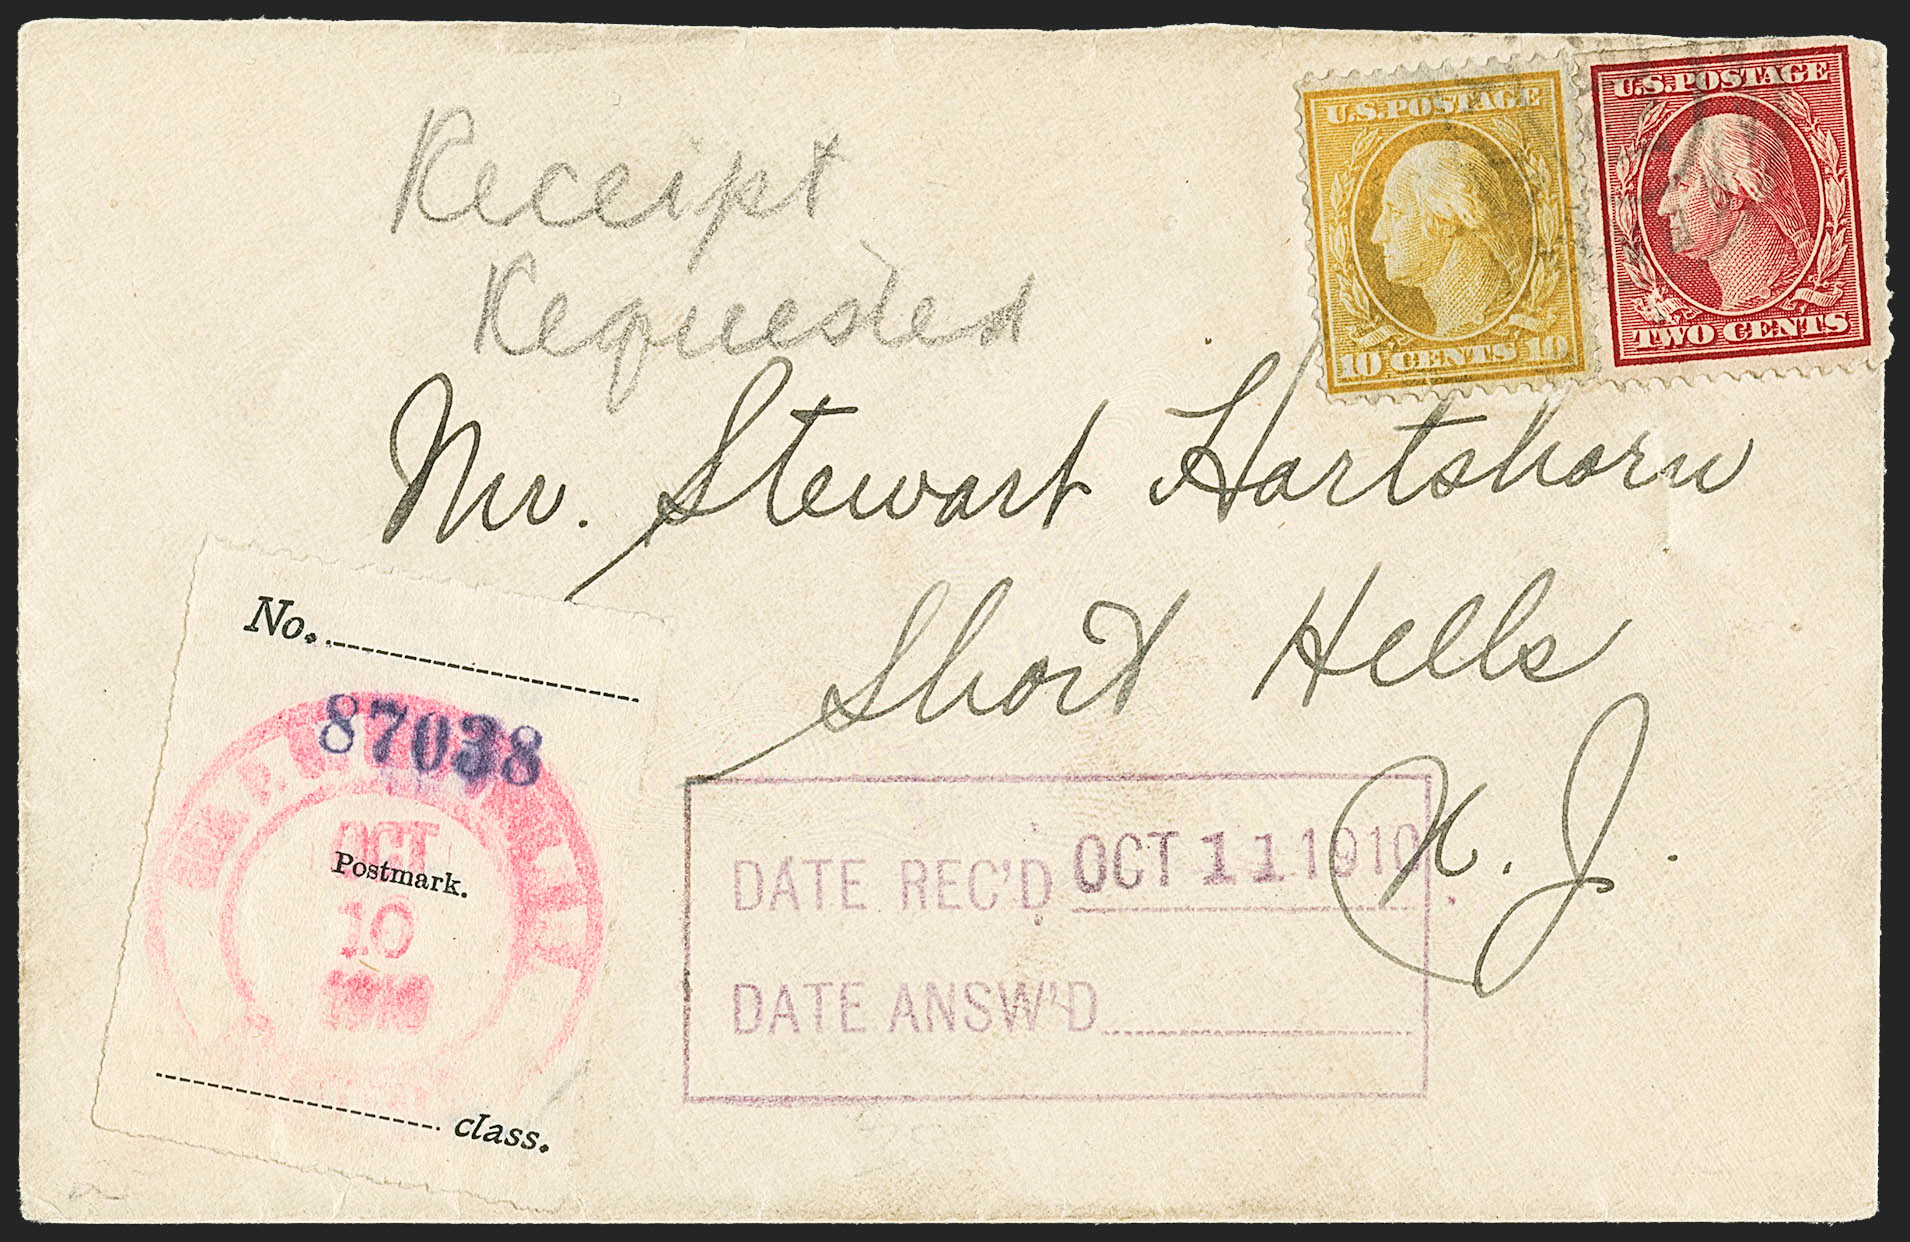 Receipt
Requested
U.S. POSTAGE
10 CENTS 10
U.S. POSTAGE
TWO CENTS
Mr. Stewart Hartshorn
Short Hills
N. J.
No.
87038
OCT
Postmark.
10
1910
class.
DATE REC'D OCT 11 1910
DATE ANSW'D